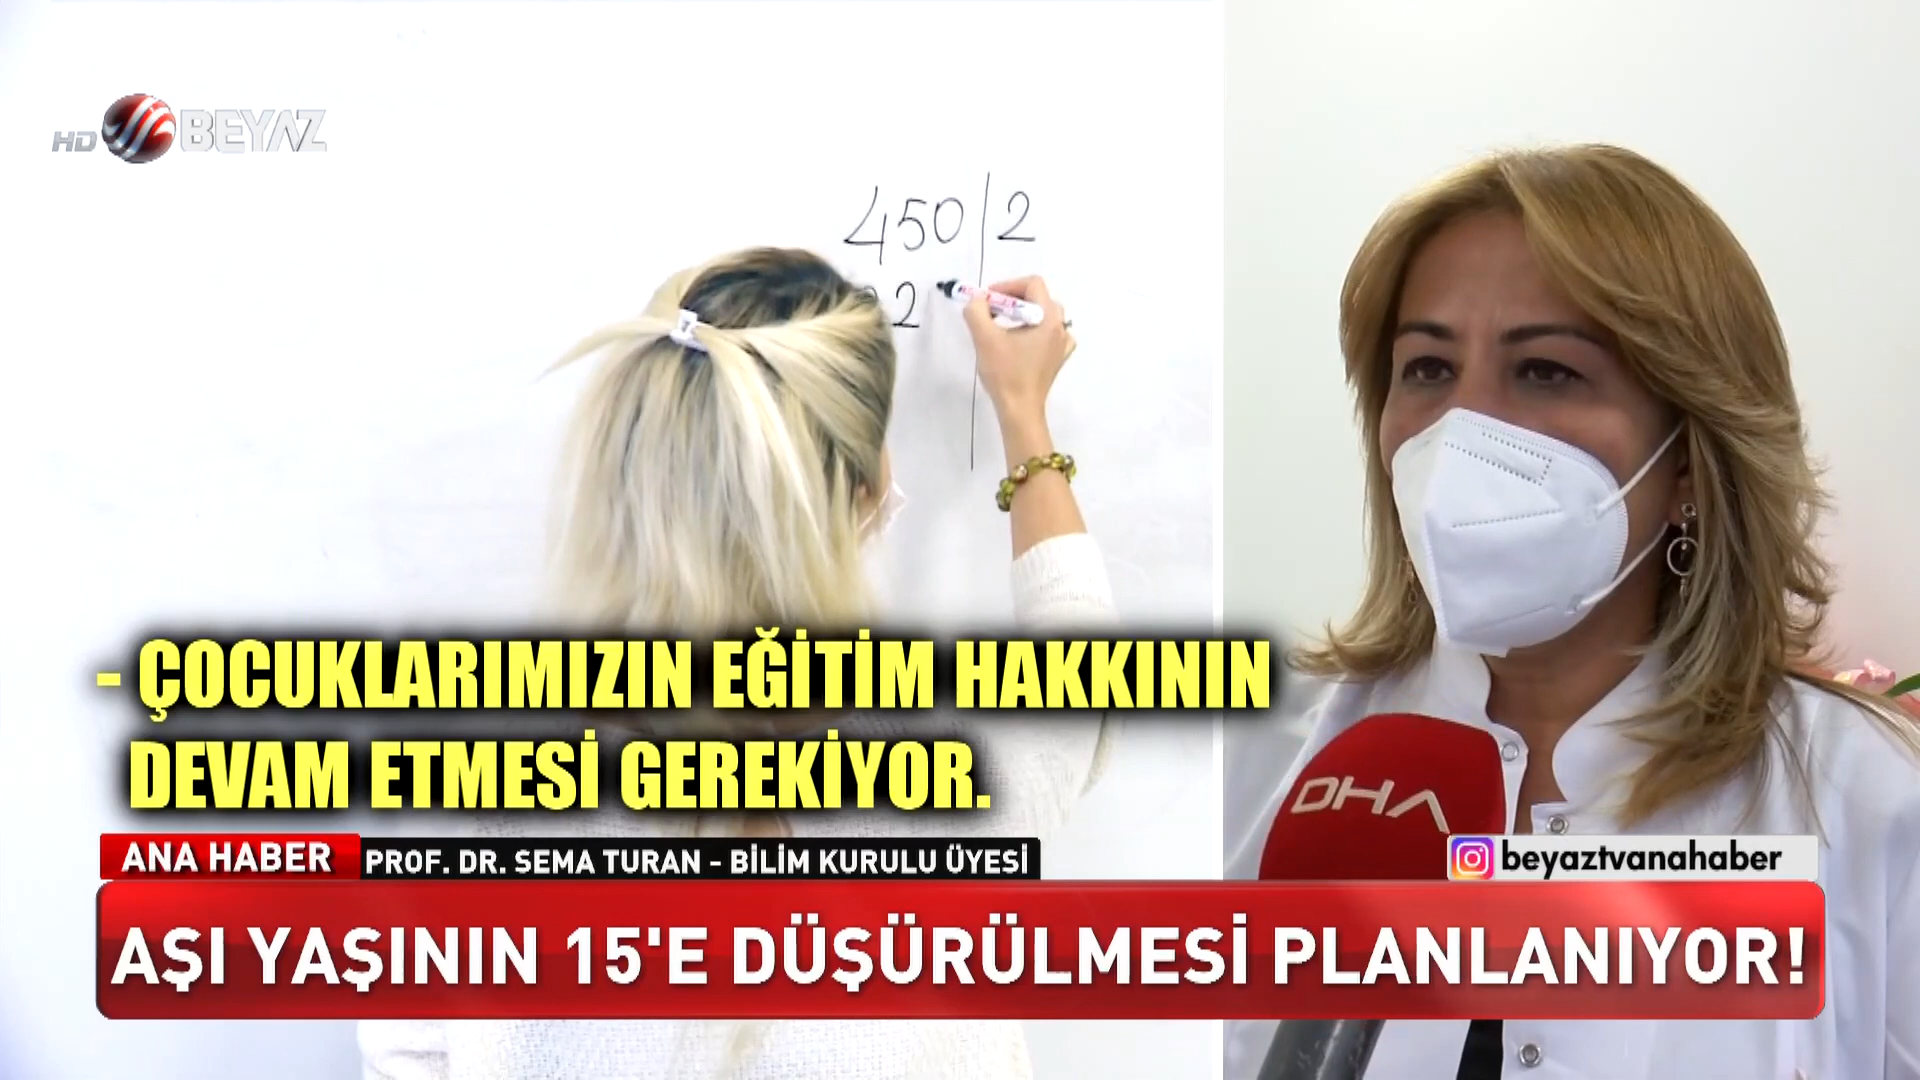 HD BEYAZ
450 2
2
- ÇOCUKLARIMIZIN EĞİTİM HAKKININ
DEVAM ETMESİ GEREKİYOR.
DHA
ANA HABER PROF. DR. SEMA TURAN - BİLİM KURULU ÜYESİ
beyaztvanahaber
AŞI YAŞININ 15'E DÜŞÜRÜLMESİ PLANLANIYOR!